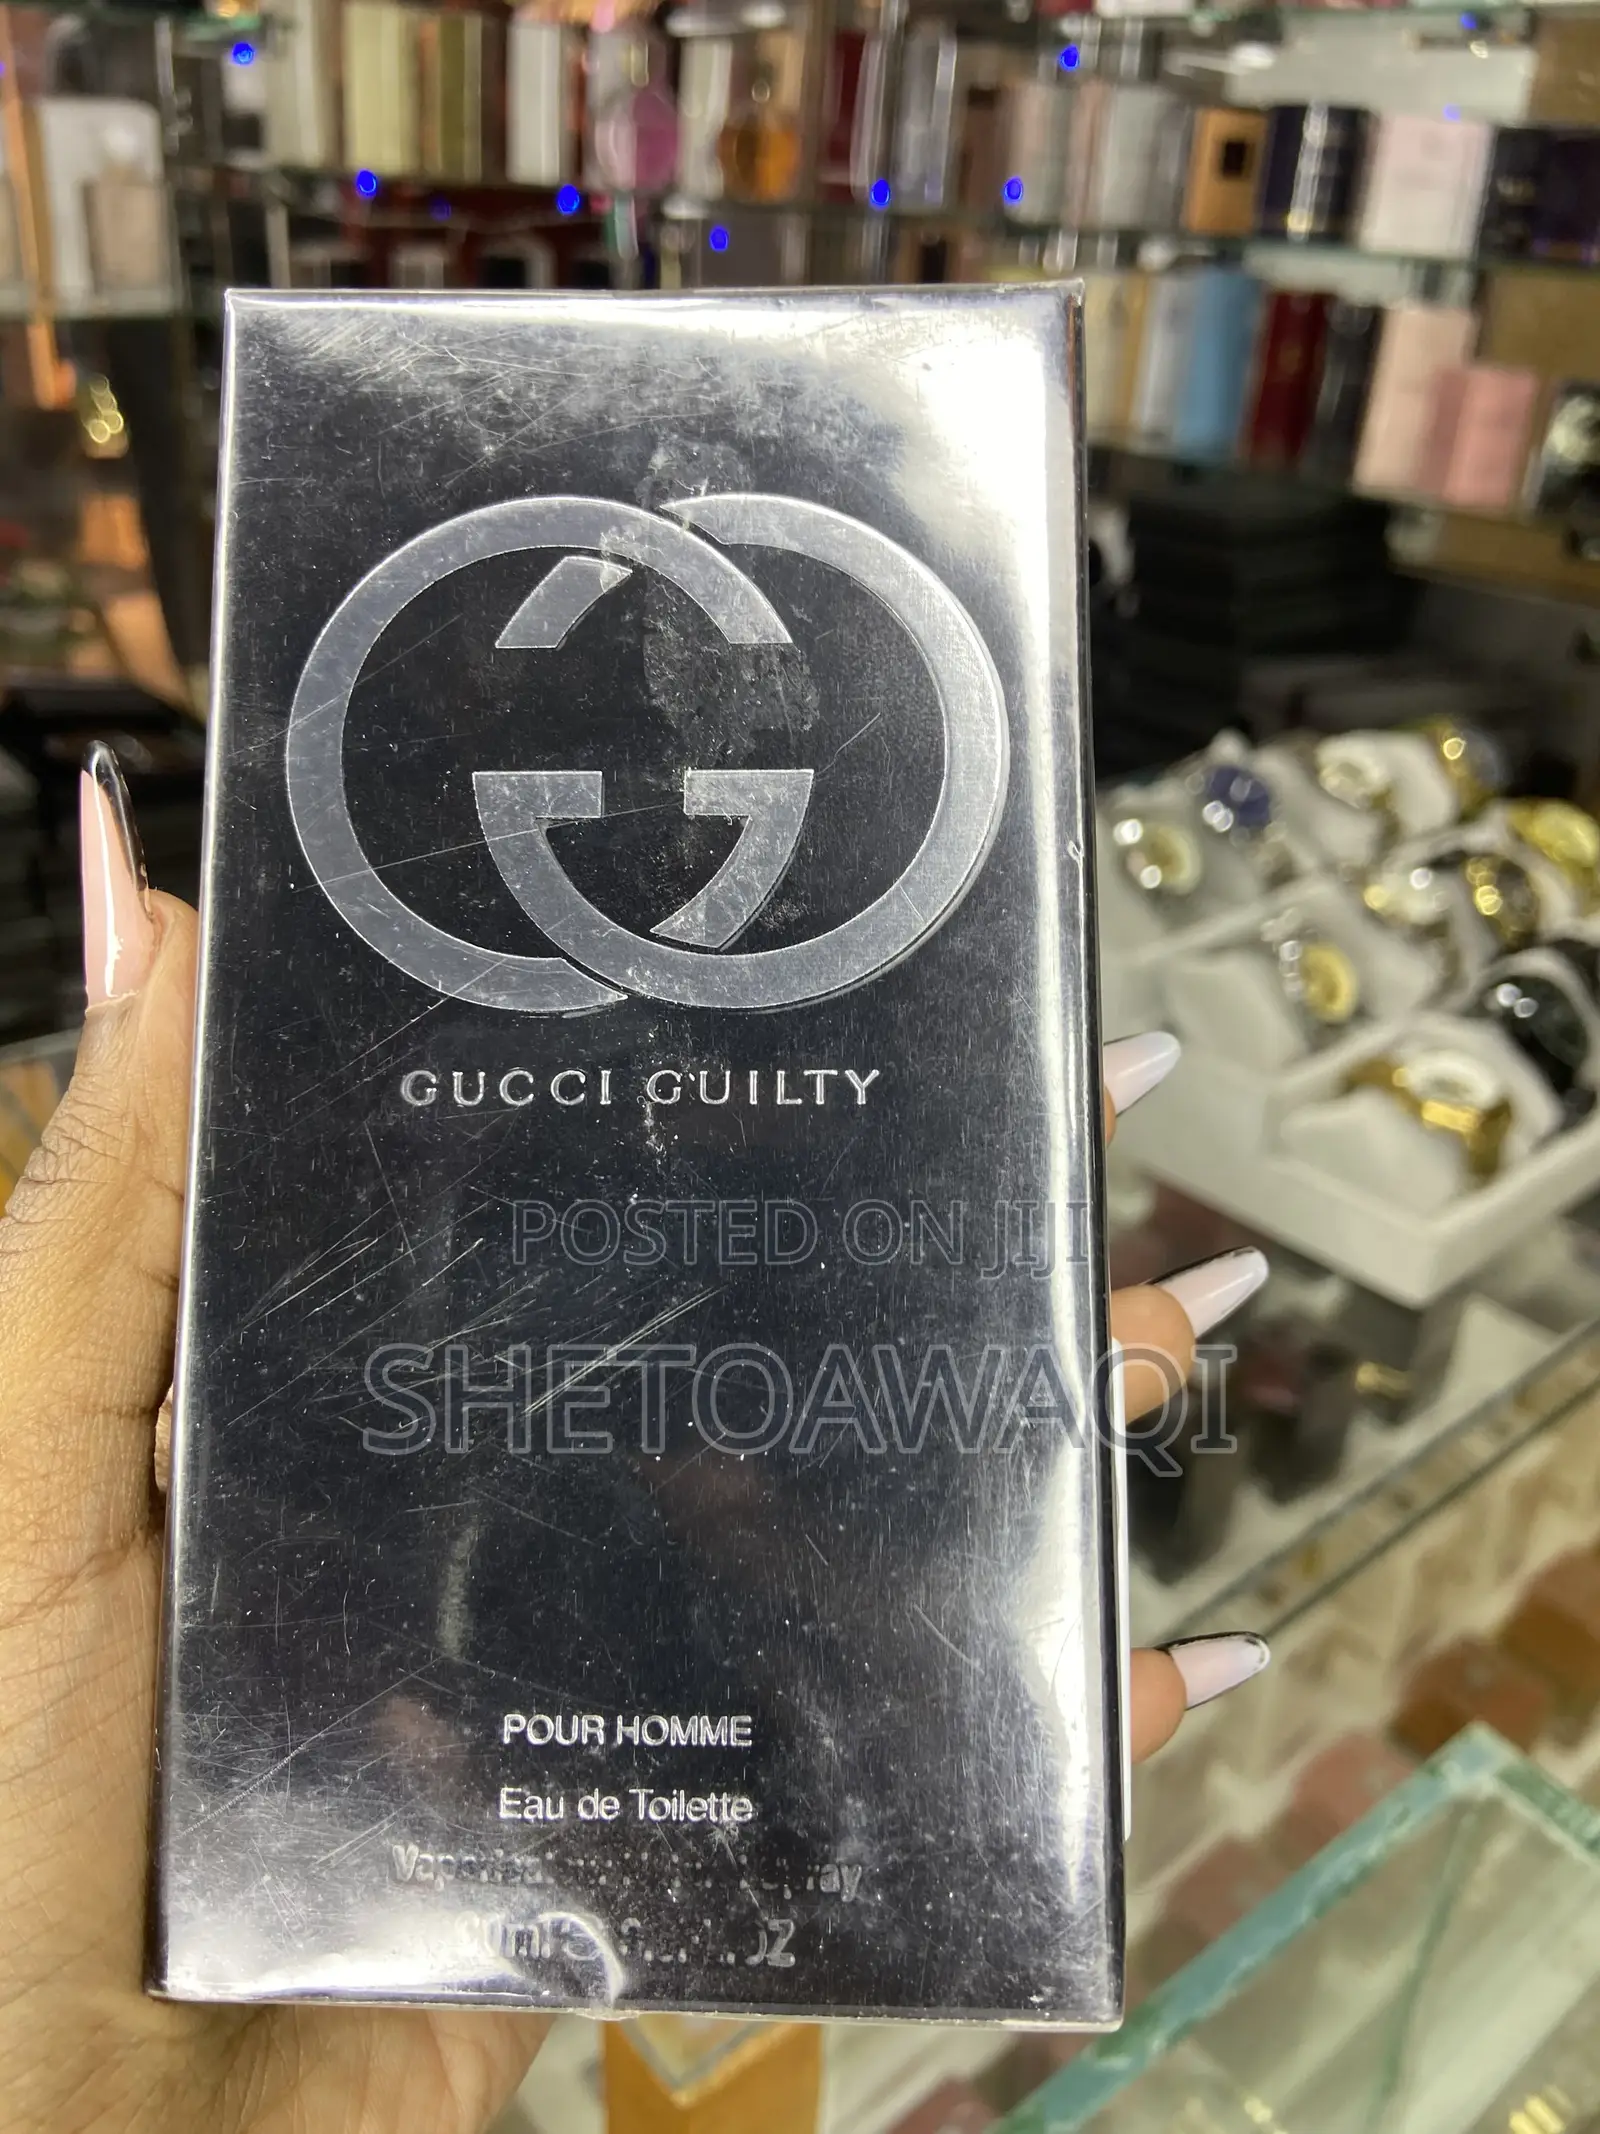 GUCCI GUILTY
POSTED ON JIJI
SHETOAWAQI
POUR HOMME
Eau de Toilette